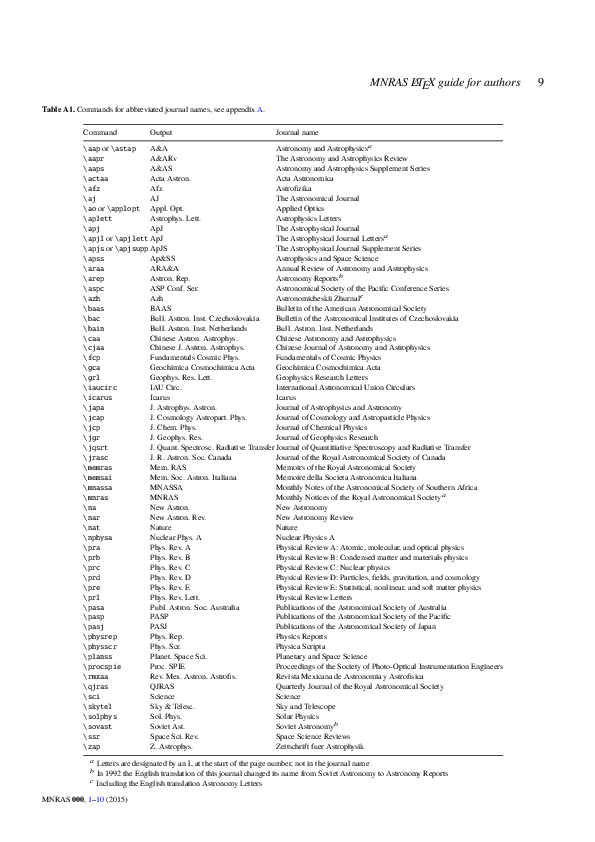 MNRAS LATEX guide for authors 9
Table A1. Commands for abbreviated journal names, see appendix A.
Command Output Journal name
\aap or \astap A&A Astronomy and Astrophysics a
\aapr A&ARv The Astronomy and Astrophysics Review
\aaps A&AS Astronomy and Astrophysics Supplement Series
\actaa Acta Astron. Acta Astronomica
\afz Afz Astrofizika
\aj AJ The Astronomical Journal
\ao or \applopt Appl. Opt. Applied Optics
\aplett Astrophys. Lett. Astrophysics Letters
\apj ApJ The Astrophysical Journal
\apjl or \apjlett ApJ The Astrophysical Journal Letters a
\apjs or \apjsupp ApJS The Astrophysical Journal Supplement Series
\apss Ap&SS Astrophysics and Space Science
\araa ARA&A Annual Review of Astronomy and Astrophysics
\arep Astron. Rep. Astronomy Reports b
\aspc ASP Conf. Ser. Astronomical Society of the Pacific Conference Series
\azh Azh Astronomicheskii Zhurnal c
\baas BAAS Bulletin of the American Astronomical Society
\bac Bull. Astron. Inst. Czechoslovakia Bulletin of the Astronomical Institutes of Czechoslovakia
\bain Bull. Astron. Inst. Netherlands Bull. Astron. Inst. Netherlands
\caa Chinese Astron. Astrophys. Chinese Astronomy and Astrophysics
\cjaa Chinese J. Astron. Astrophys. Chinese Journal of Astronomy and Astrophysics
\fcp Fundamentals Cosmic Phys. Fundamentals of Cosmic Physics
\gca Geochimica Cosmochimica Acta Geochimica Cosmochimica Acta
\grl Geophys. Res. Lett. Geophysics Research Letters
\iaucirc IAU Circ. International Astronomical Union Circulars
\icarus Icarus Icarus
\japa J. Astrophys. Astron. Journal of Astrophysics and Astronomy
\jcap J. Cosmology Astropart. Phys. Journal of Cosmology and Astroparticle Physics
\jcp J. Chem. Phys. Journal of Chemical Physics
\jgr J. Geophys. Res. Journal of Geophysics Research
\jqsrt J. Quant. Spectrosc. Radiative Transfer Journal of Quantitiative Spectroscopy and Radiative Transfer
\jrasc J. R. Astron. Soc. Canada Journal of the Royal Astronomical Society of Canada
\memras Mem. RAS Memoirs of the Royal Astronomical Society
\memsai Mem. Soc. Astron. Italiana Memoire della Societa Astronomica Italiana
\mnassa MNASSA Monthly Notes of the Astronomical Society of Southern Africa
\mnras MNRAS Monthly Notices of the Royal Astronomical Society a
\na New Astron. New Astronomy
\nar New Astron. Rev. New Astronomy Review
\nat Nature Nature
\nphysa Nuclear Phys. A Nuclear Physics A
\pra Phys. Rev. A Physical Review A: Atomic, molecular, and optical physics
\prb Phys. Rev. B Physical Review B: Condensed matter and materials physics
\prc Phys. Rev. C Physical Review C: Nuclear physics
\prd Phys. Rev. D Physical Review D: Particles, fields, gravitation, and cosmology
\pre Phys. Rev. E Physical Review E: Statistical, nonlinear, and soft matter physics
\prl Phys. Rev. Lett. Physical Review Letters
\pasa Publ. Astron. Soc. Australia Publications of the Astronomical Society of Australia
\pasp PASP Publications of the Astronomical Society of the Pacific
\pasj PASJ Publications of the Astronomical Society of Japan
\physrep Phys. Rep. Physics Reports
\physscr Phys. Scr. Physica Scripta
\planss Planet. Space Sci. Planetary and Space Science
\procspie Proc. SPIE Proceedings of the Society of Photo-Optical Instrumentation Engineers
\rmxaa Rev. Mex. Astron. Astrofis. Revista Mexicana de Astronomia y Astrofisica
\qjras QJRAS Quarterly Journal of the Royal Astronomical Society
\sci Science Science
\skytel Sky & Telesc. Sky and Telescope
\solphys Sol. Phys. Solar Physics
\sovast Soviet Ast. Soviet Astronomy b
\ssr Space Sci. Rev. Space Science Reviews
\zap Z. Astrophys. Zeitschrift fuer Astrophysik
a Letters are designated by an L at the start of the page number, not in the journal name
b In 1992 the English translation of this journal changed its name from Soviet Astronomy to Astronomy Reports
c Including the English translation Astronomy Letters
MNRAS 000, 1–10 (2015)